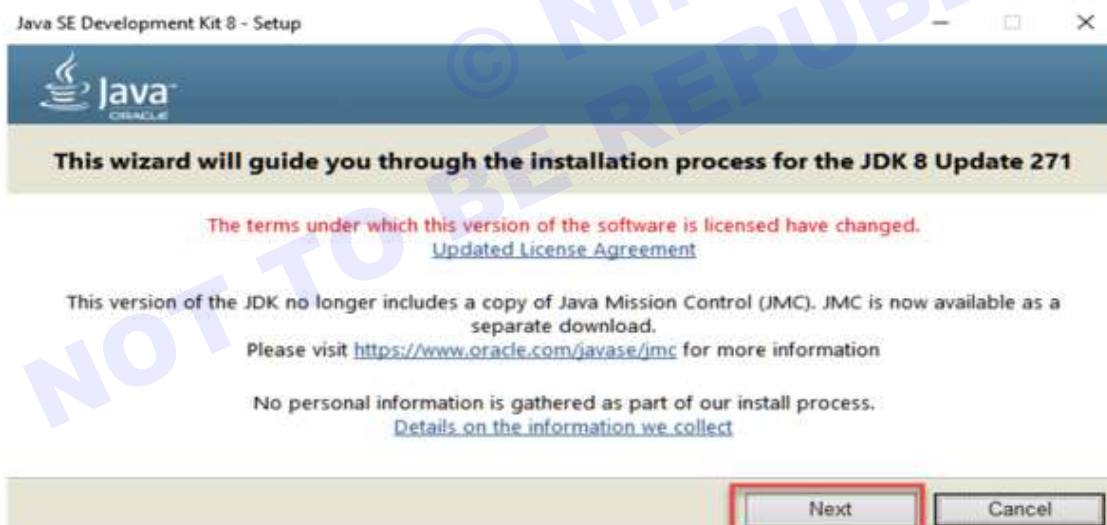 Java SE Development Kit 8 - Setup
Java
ORACLE
This wizard will guide you through the installation process for the JDK 8 Update 271
The terms under which this version of the software is licensed have changed.
Updated License Agreement
This version of the JDK no longer includes a copy of Java Mission Control (JMC). JMC is now available as a
separate download.
Please visit https://www.oracle.com/javase/jmc for more information
No personal information is gathered as part of our install process.
Details on the information we collect
Next Cancel
©
NOT TO BE